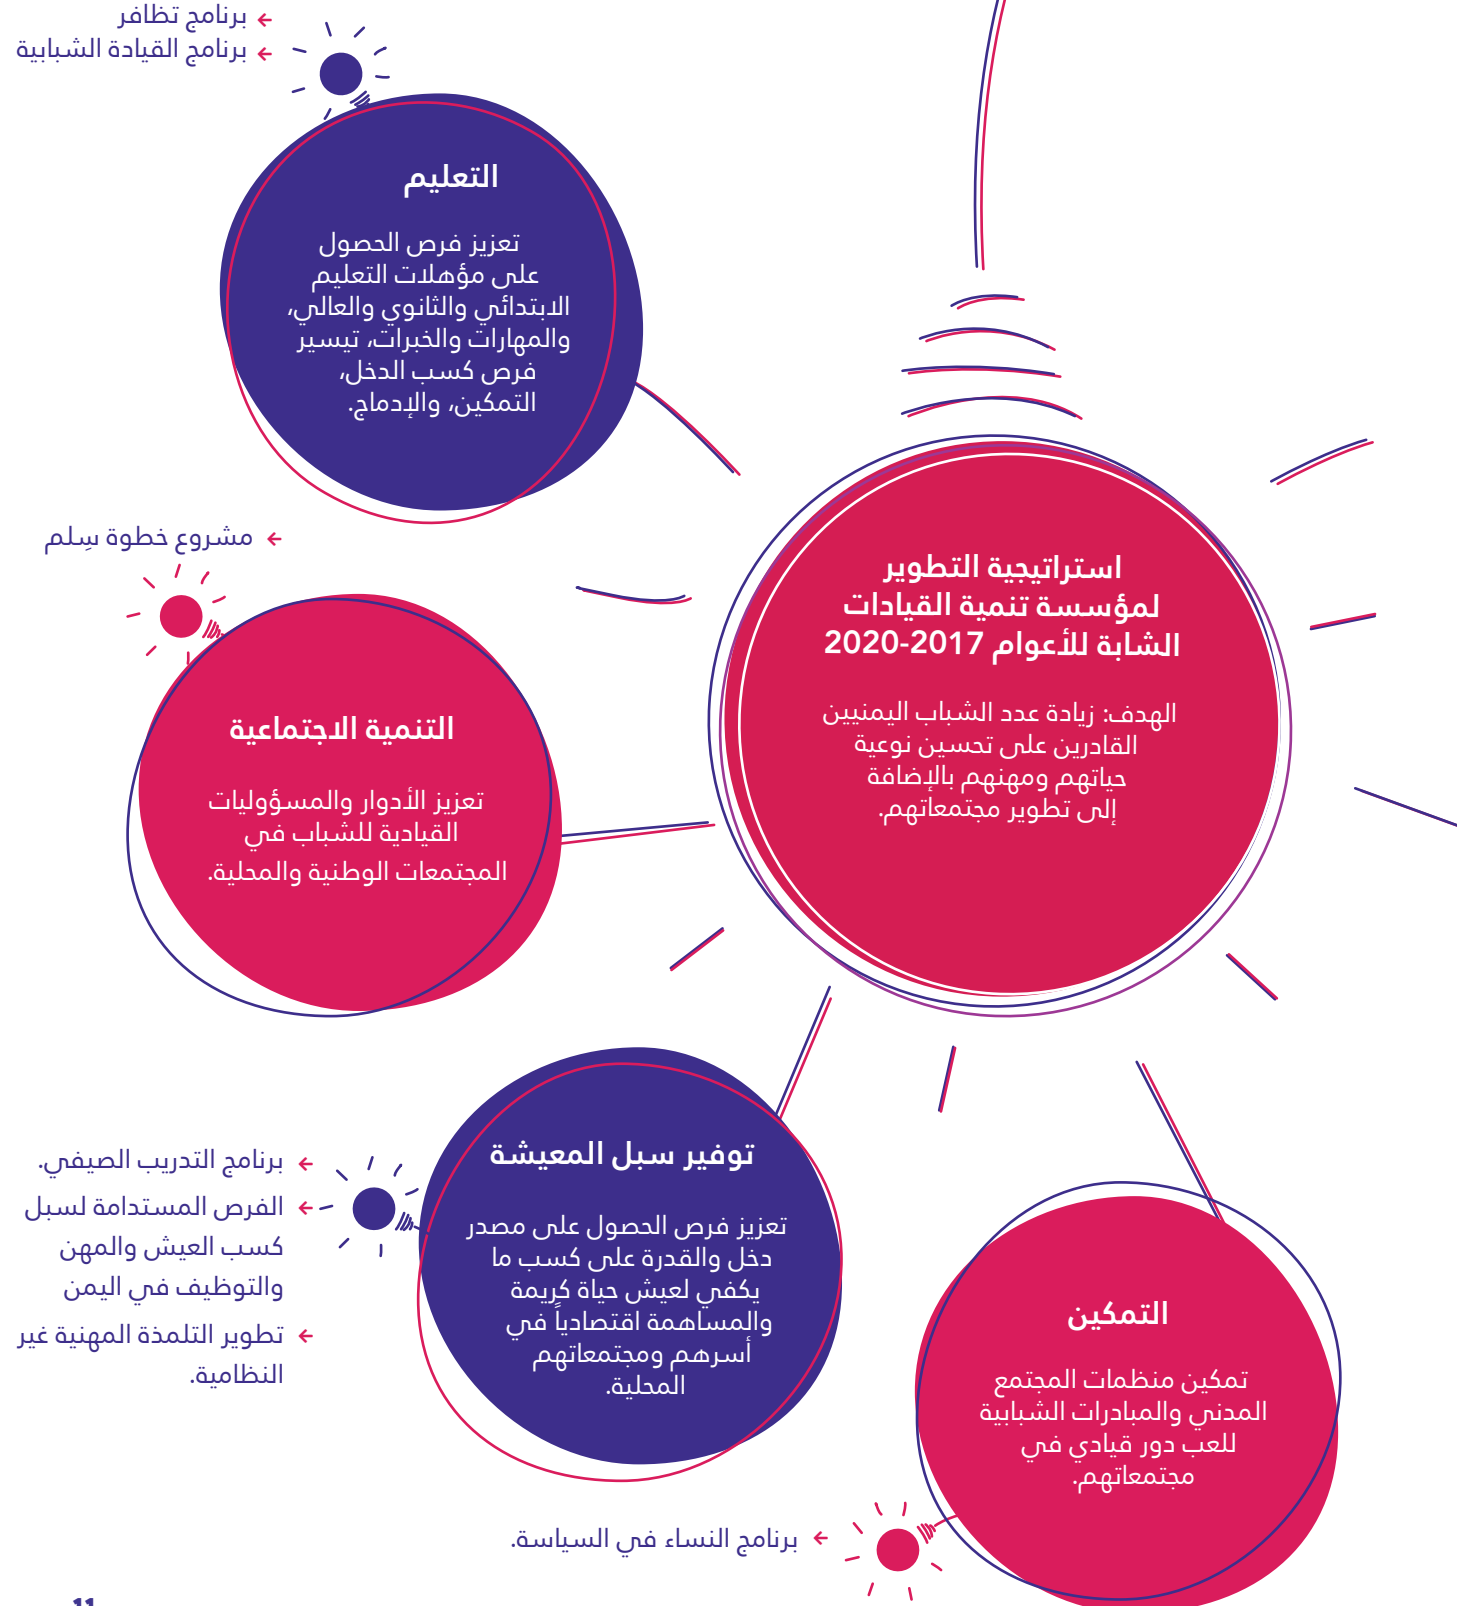 برنامج تظافر
برنامج القيادة الشبابية
التعليم
تعزيز فرص الحصول
على مؤهلات التعليم
الابتدائي والثانوي والعالي،
والمهارات والخبرات، تيسير
فرص كسب الدخل،
التمكين، والإدماج.
استراتيجية التطوير
لمؤسسة تنمية القيادات
الشابة للأعوام 2017-2020
الهدف: زيادة عدد الشباب اليمنيين
القادرين على تحسين نوعية
حياتهم ومهنهم بالإضافة
إلى تطوير مجتمعاتهم.
مشروع خطوة سِلم
التنمية الاجتماعية
تعزيز الأدوار والمسؤوليات
القيادية للشباب في
المجتمعات الوطنية والمحلية.
توفير سبل المعيشة
تعزيز فرص الحصول على مصدر
دخل والقدرة على كسب ما
يكفي لعيش حياة كريمة
والمساهمة اقتصادياً في
أسرهم ومجتمعاتهم
المحلية.
برنامج التدريب الصيفي.
الفرص المستدامة لسبل
كسب العيش والمهن
والتوظيف في اليمن
تطوير التلمذة المهنية غير
النظامية.
التمكين
تمكين منظمات المجتمع
المدني والمبادرات الشبابية
للعب دور قيادي في
مجتمعاتهم.
برنامج النساء في السياسة.
11